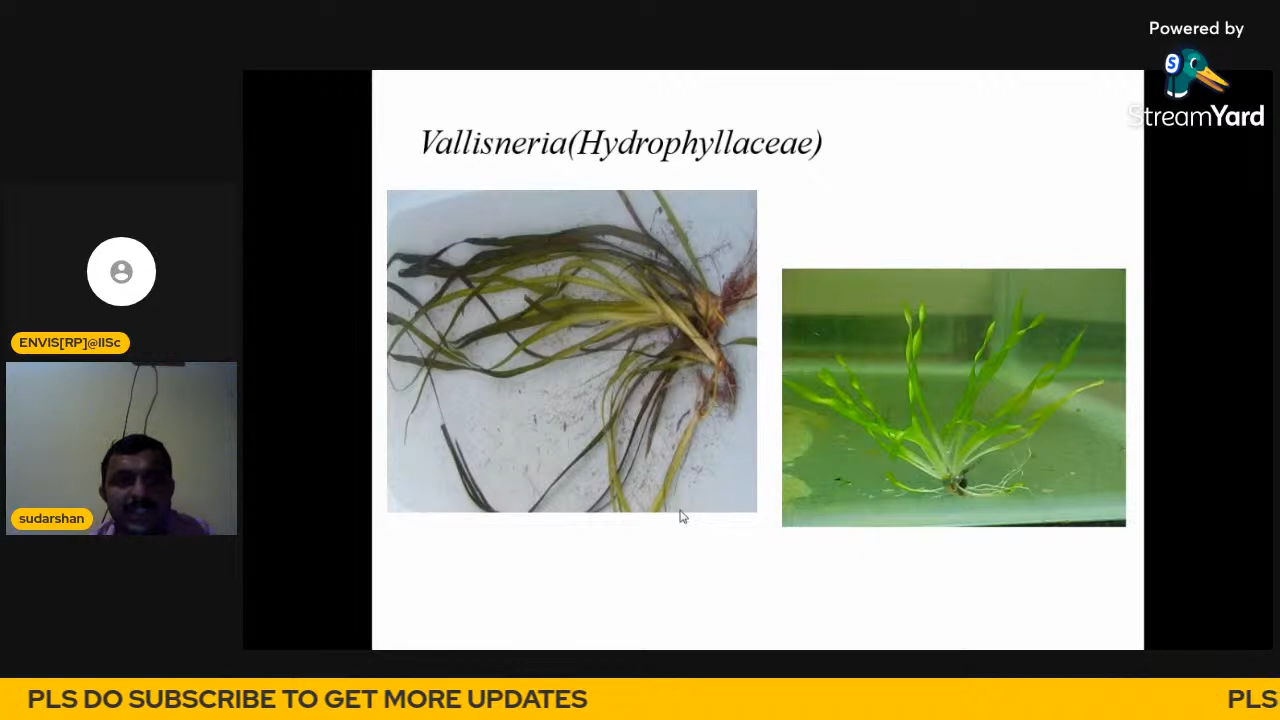 Powered by
StreamYard
Vallisneria(Hydrophyllaceae)
ENVIS[RP]@IISc
sudarshan
PLS DO SUBSCRIBE TO GET MORE UPDATES
PLS